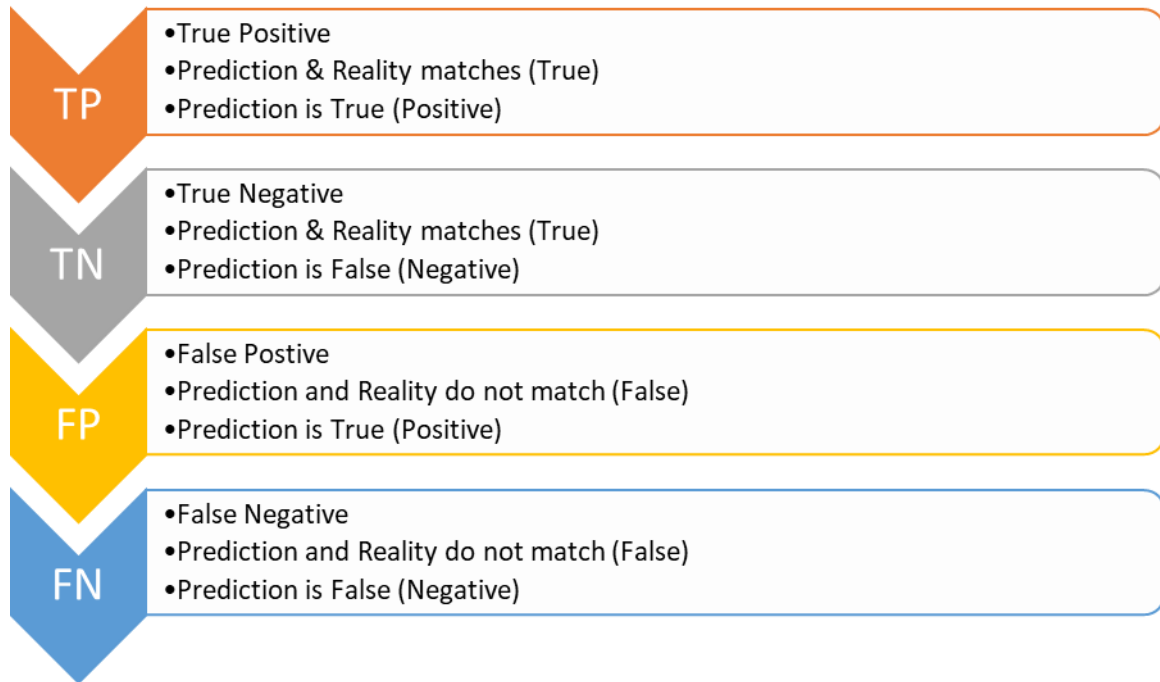 TP
•True Positive
•Prediction & Reality matches (True)
•Prediction is True (Positive)
TN
•True Negative
•Prediction & Reality matches (True)
•Prediction is False (Negative)
FP
•False Postive
•Prediction and Reality do not match (False)
•Prediction is True (Positive)
FN
•False Negative
•Prediction and Reality do not match (False)
•Prediction is False (Negative)